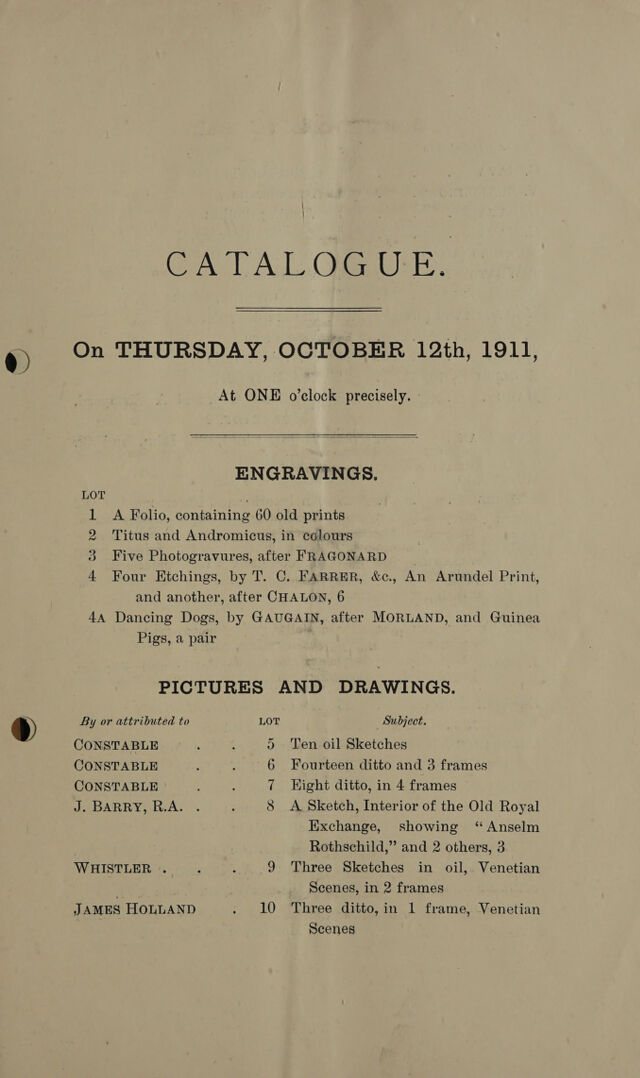 CATALOGUE.
On THURSDAY, OCTOBER 12th, 1911,
At ONE o'clock precisely.
ENGRAVINGS.
LOT
1 A Folio, containing 60 old prints
2 Titus and Andromicus, in colours
3 Five Photogravures, after FRAGONARD
4 Four Etchings, by T. C. FARRER, &c., An Arundel Print,
and another, after CHALON, 6
4A Dancing Dogs, by GAUGAIN, after MORLAND, and Guinea
Pigs, a pair
PICTURES AND DRAWINGS.
By or attributed to LOT Subject.
CONSTABLE . . 5 Ten oil Sketches
CONSTABLE . . 6 Fourteen ditto and 3 frames
CONSTABLE . . 7 Eight ditto, in 4 frames
J. BARRY, R.A. . . 8 A Sketch, Interior of the Old Royal
Exchange, showing “Anselm
Rothschild,” and 2 others, 3
WHISTLER . . . 9 Three Sketches in oil, Venetian
Scenes, in 2 frames
JAMES HOLLAND . 10 Three ditto, in 1 frame, Venetian
Scenes